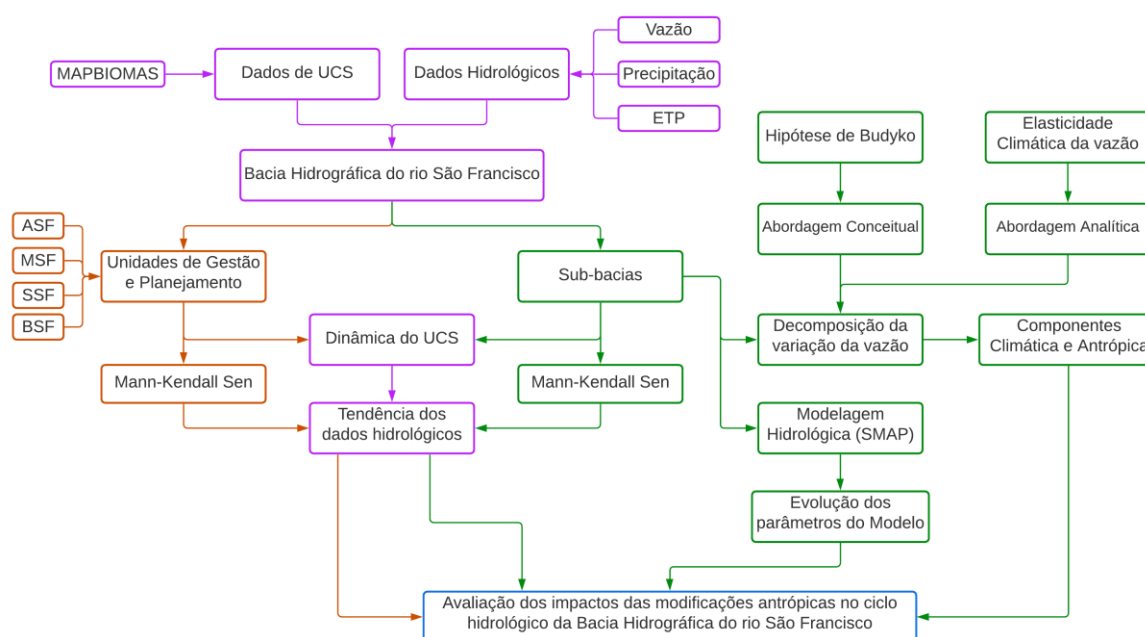 Vazão
MAPBIOMAS
Dados de UCS
Dados Hidrológicos
Precipitação
ETP
Hipótese de Budyko
Elasticidade
Climática da vazão
Bacia Hidrográfica do rio São Francisco
ASF
MSF
SSF
BSF
Unidades de Gestão
e Planejamento
Sub-bacias
Abordagem Conceitual
Abordagem Analítica
Dinâmica do UCS
Decomposição da
variação da vazão
Componentes
Climática e Antrópica
Mann-Kendall Sen
Mann-Kendall Sen
Tendência dos
dados hidrológicos
Modelagem
Hidrológica (SMAP)
Evolução dos
parâmetros do Modelo
Avaliação dos impactos das modificações antrópicas no ciclo
hidrológico da Bacia Hidrográfica do rio São Francisco